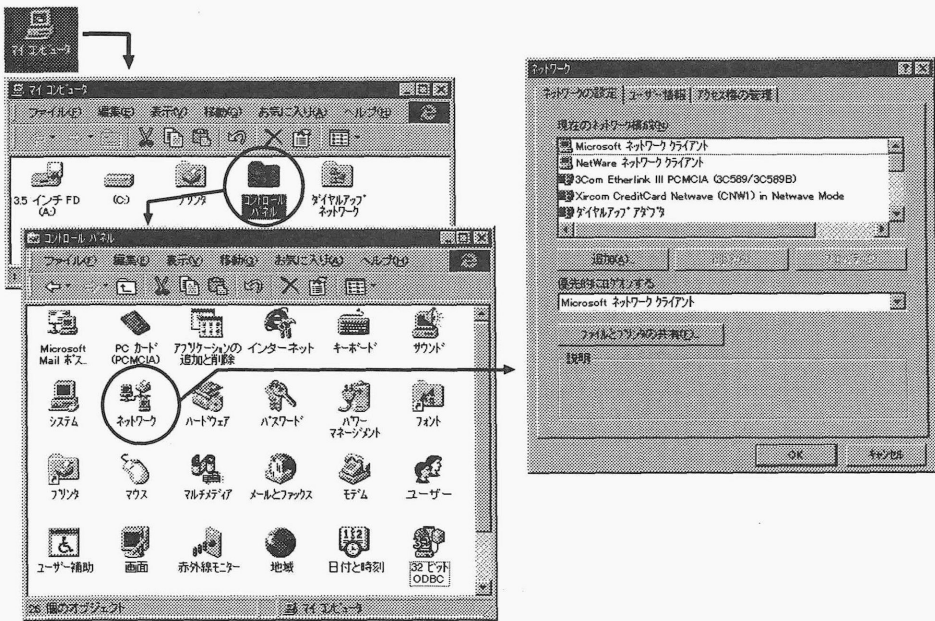 マイ コンピュータ
マイ コンピュータ
ファイル(F) 編集(E) 表示(V) 移動(G) お気に入り(A) ヘルプ(H)
3.5 インチ FD (A:)
(C:)
プリンタ
コントロール パネル
ダイヤルアップ ネットワーク
コントロール パネル
ファイル(F) 編集(E) 表示(V) 移動(G) お気に入り(A) ヘルプ(H)
Microsoft Mail ポス...
PC カード (PCMCIA)
アプリケーションの 追加と削除
インターネット
キーボード
サウンド
システム
ネットワーク
ハードウェア
パスワード
パワー マネージメント
フォント
プリンタ
マウス
マルチメディア
メールとファックス
モデム
ユーザー
ユーザー補助
画面
赤外線モニター
地域
日付と時刻
32 ビット ODBC
26 個のオブジェクト
マイ コンピュータ
ネットワーク
ネットワークの設定 ユーザー情報 アクセス権の管理
現在のネットワーク構成(N)
Microsoft ネットワーク クライアント
NetWare ネットワーク クライアント
3Com Etherlink III PCMCIA (3C589/3C589B)
Xircom CreditCard Netwave (CNW1) in Netwave Mode
ダイヤルアップ アダプタ
追加(A)...
優先的にログオンする
Microsoft ネットワーク クライアント
ファイルとプリンタの共有(F)...
説明
OK キャンセル